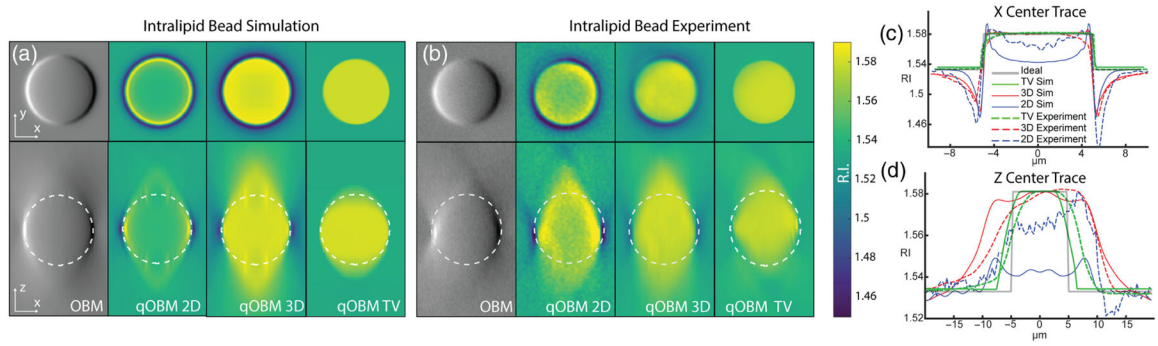 Intralipid Bead Simulation
(a)
y
x
z
x
OBM
qOBM 2D
qOBM 3D
qOBM TV
Intralipid Bead Experiment
(b)
OBM
qOBM 2D
qOBM 3D
qOBM TV
R.I.
1.58
1.56
1.54
1.52
1.5
1.48
1.46
X Center Trace
(c)
1.58
1.54
RI
1.5
1.46
Ideal
TV Sim
3D Sim
2D Sim
TV Experiment
3D Experiment
2D Experiment
-8 -4 0 4 8
μm
Z Center Trace
(d)
1.58
1.56
RI
1.54
1.52
-15 -10 -5 0 5 10 15
μm